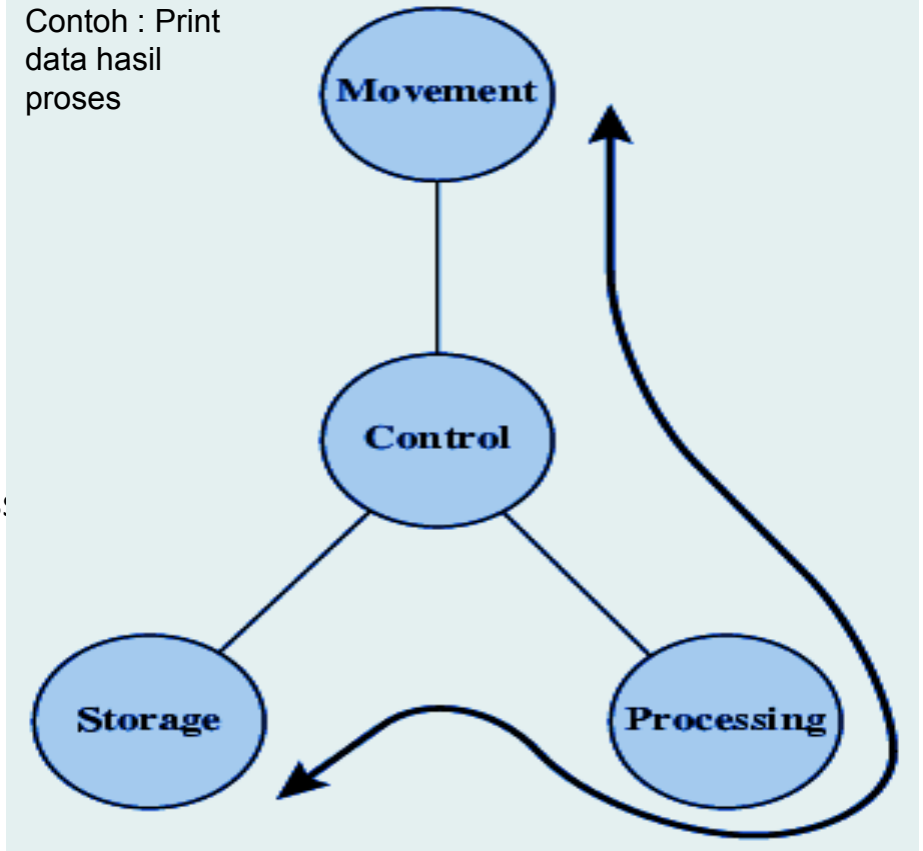 Contoh : Print
data hasil
proses
Movement
Control
Storage
Processing